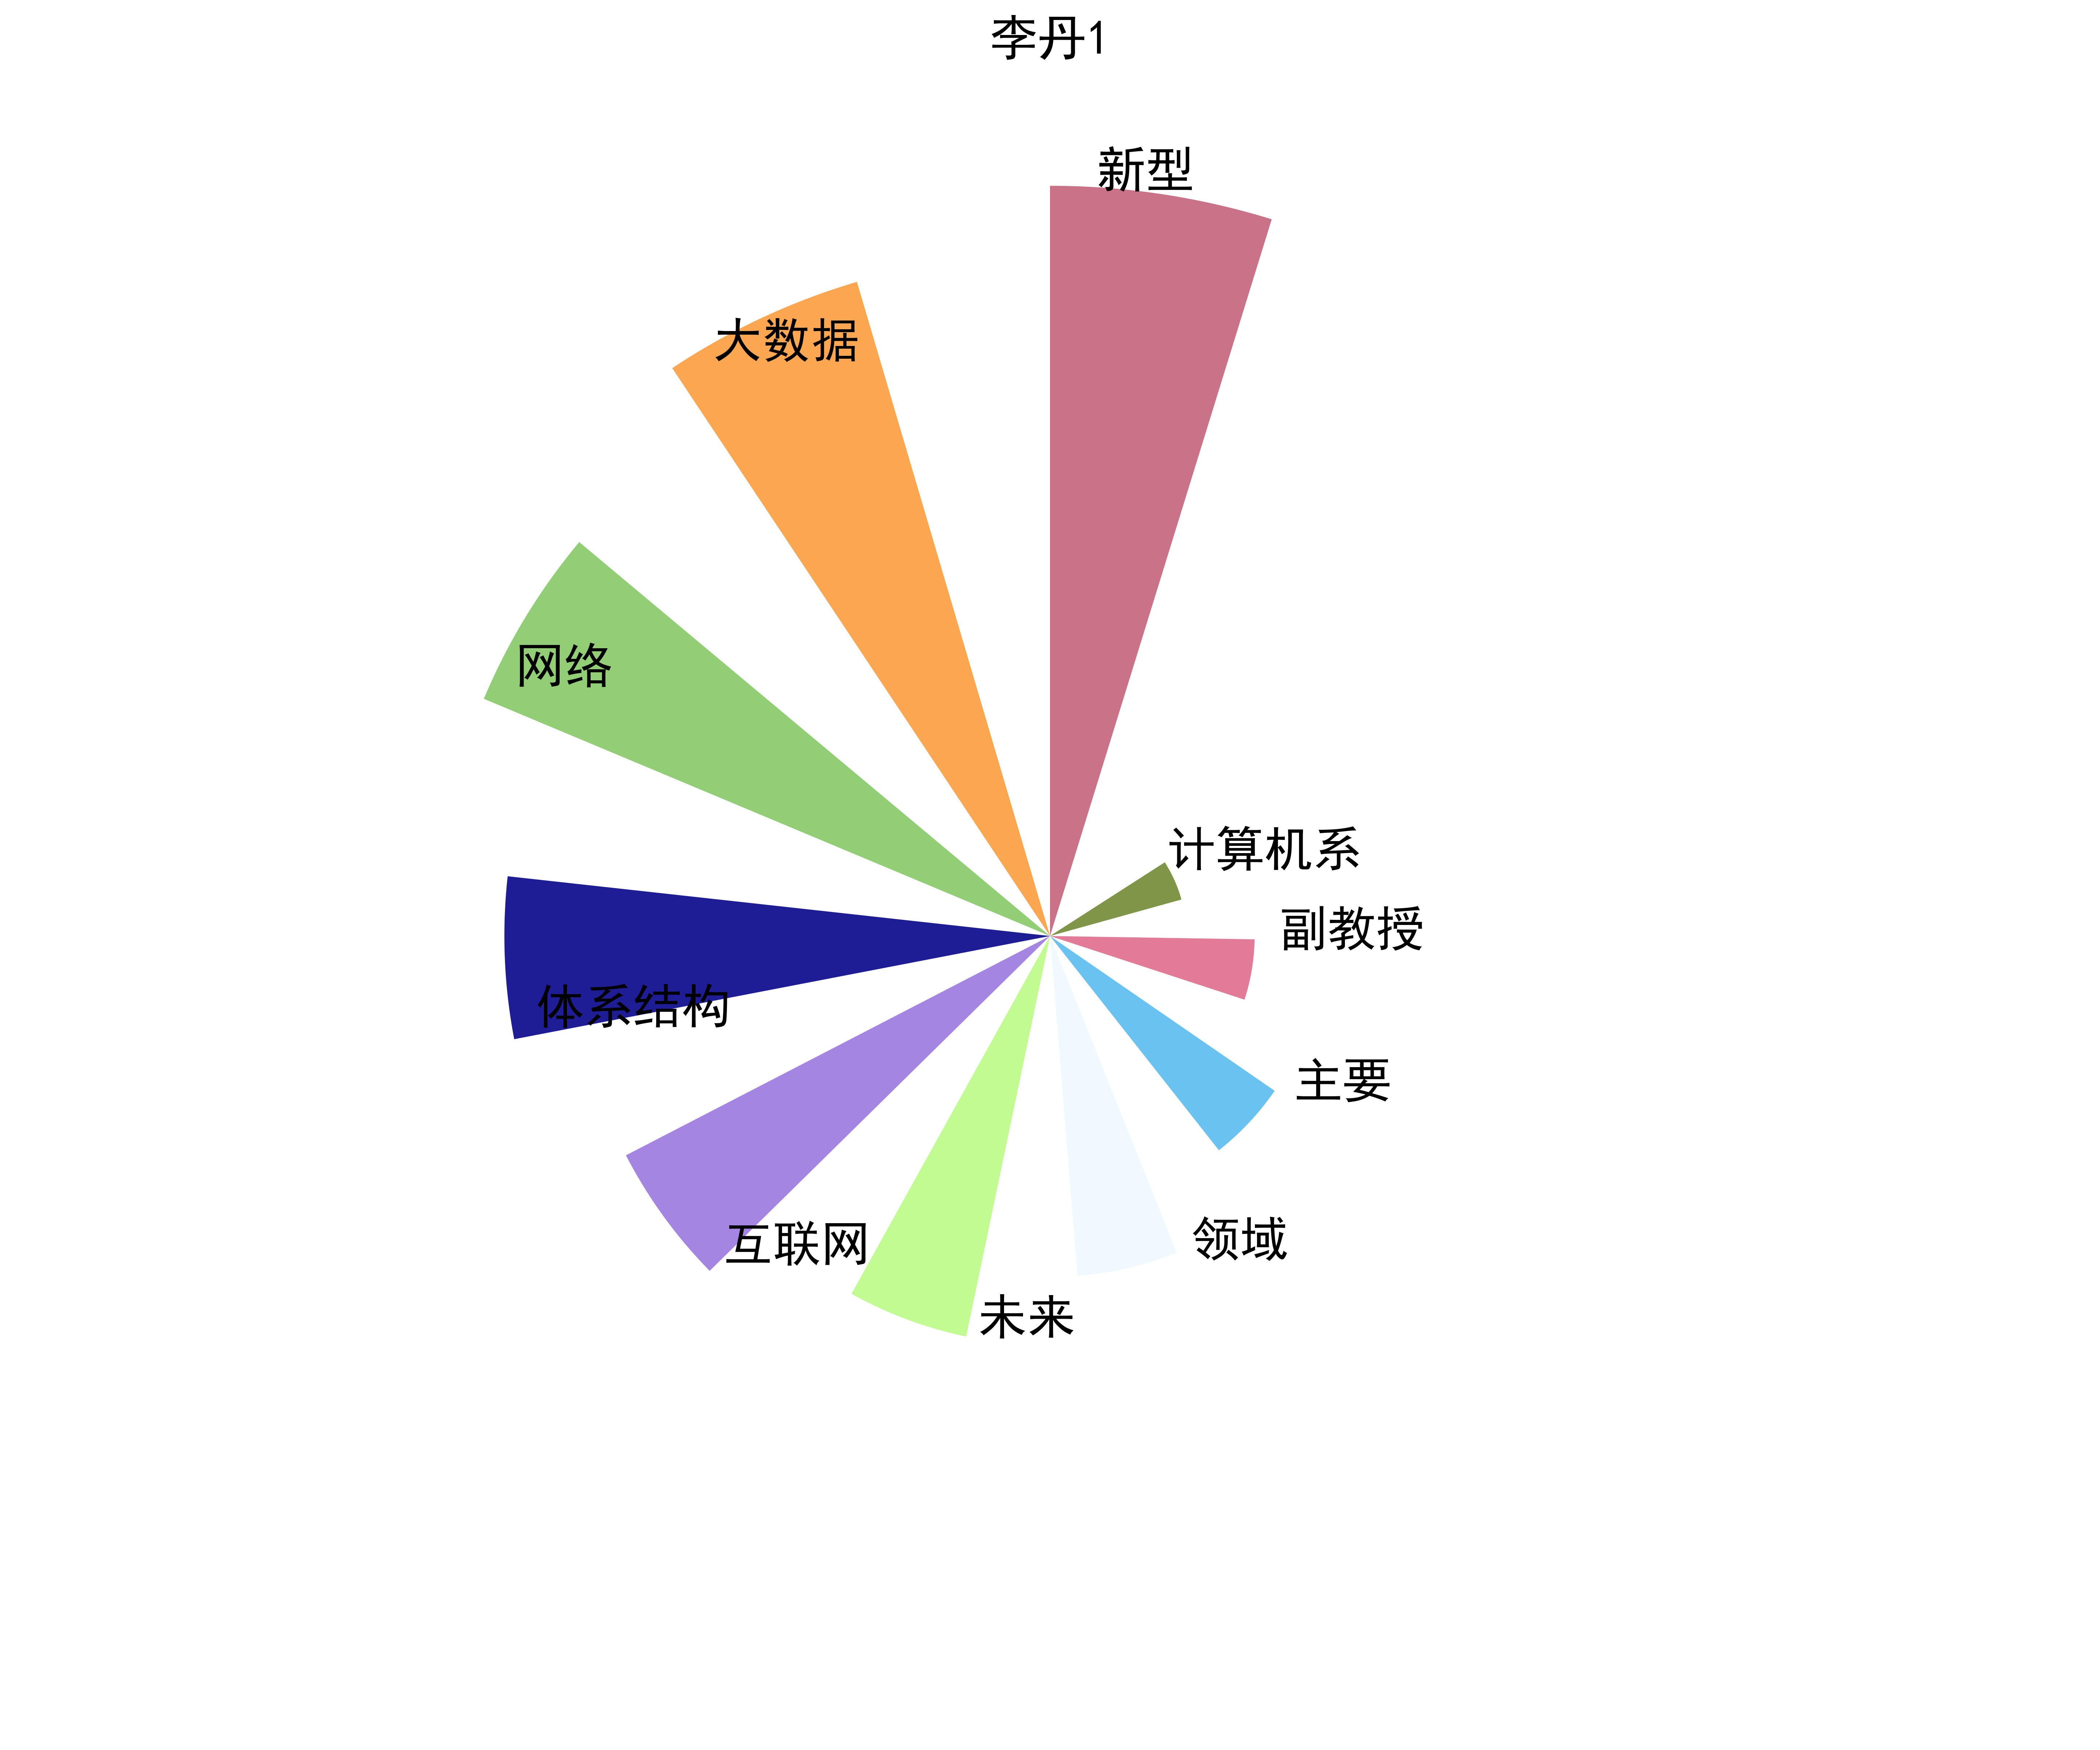 李丹1
新型
大数据
网络
计算机系
副教授
体系结构
主要
互联网
领域
未来